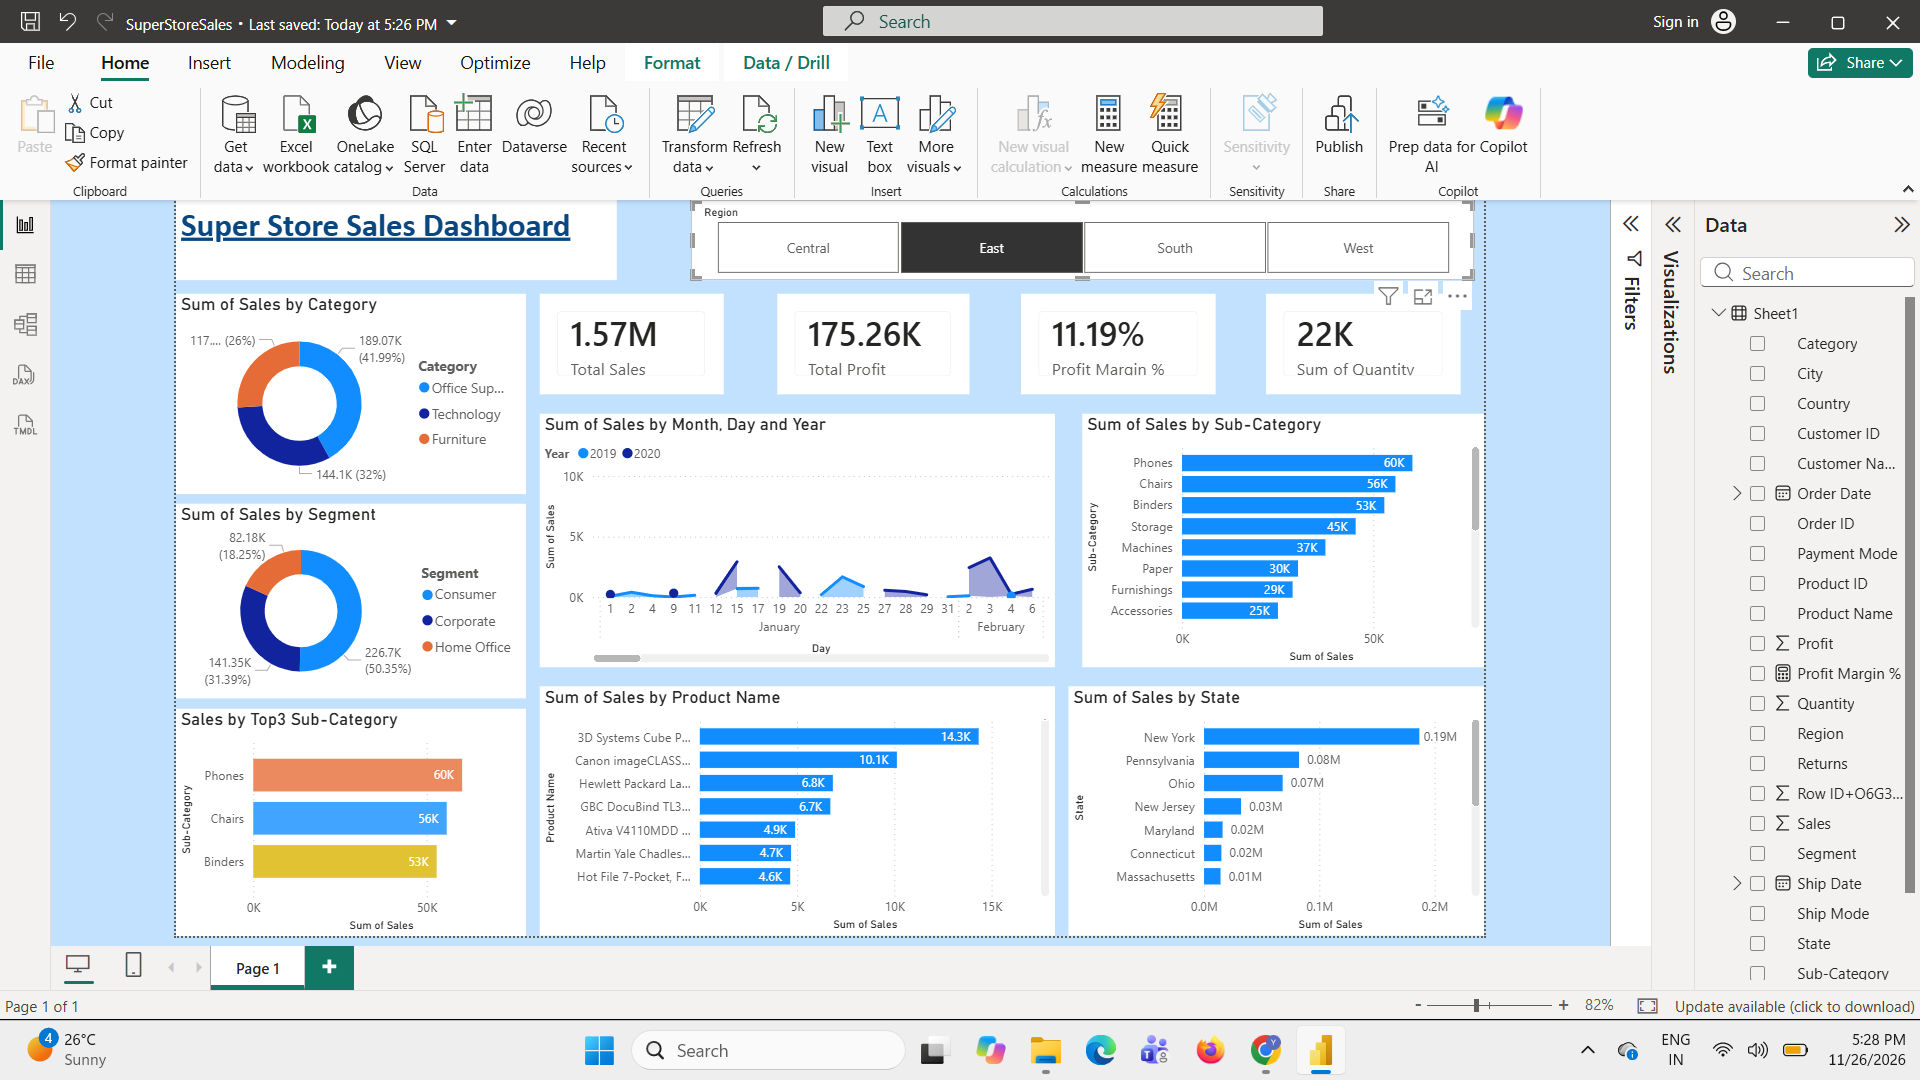 SuperStoreSales • Last saved: Today at 5:26 PM
Search
Sign in
File Home Insert Modeling View Optimize Help Format Data / Drill
Share
Paste
Cut
Copy
Format painter
Clipboard
Get data
Excel workbook
OneLake catalog
SQL Server
Enter data
Dataverse
Recent sources
Data
Transform data
Refresh
Queries
New visual
Text box
More visuals
Insert
New visual calculation
New measure
Quick measure
Calculations
Sensitivity
Sensitivity
Publish
Share
Prep data for AI
Copilot
Copilot
DAX
TMDL
Super Store Sales Dashboard
Region
Central East South West
Sum of Sales by Category
117.... (26%)
189.07K
(41.99%)
144.1K (32%)
Category
Office Sup...
Technology
Furniture
1.57M
Total Sales
175.26K
Total Profit
11.19%
Profit Margin %
22K
Sum of Quantity
Sum of Sales by Segment
82.18K
(18.25%)
141.35K
(31.39%)
226.7K
(50.35%)
Segment
Consumer
Corporate
Home Office
Sum of Sales by Month, Day and Year
Year 2019 2020
Sum of Sales
10K
5K
0K
1 2 4 9 11 12 15 17 19 20 22 23 25 27 28 29 31 2 3 4 6
January February
Day
Sum of Sales by Sub-Category
Sub-Category
Phones 60K
Chairs 56K
Binders 53K
Storage 45K
Machines 37K
Paper 30K
Furnishings 29K
Accessories 25K
0K 50K
Sum of Sales
Sales by Top3 Sub-Category
Sub-Category
Phones 60K
Chairs 56K
Binders 53K
0K 50K
Sum of Sales
Sum of Sales by Product Name
Product Name
3D Systems Cube P... 14.3K
Canon imageCLASS... 10.1K
Hewlett Packard La... 6.8K
GBC DocuBind TL3... 6.7K
Ativa V4110MDD ... 4.9K
Martin Yale Chadles... 4.7K
Hot File 7-Pocket, F... 4.6K
0K 5K 10K 15K
Sum of Sales
Sum of Sales by State
State
New York 0.19M
Pennsylvania 0.08M
Ohio 0.07M
New Jersey 0.03M
Maryland 0.02M
Connecticut 0.02M
Massachusetts 0.01M
0.0M 0.1M 0.2M
Sum of Sales
Filters
Visualizations
Data
Search
Sheet1
Category
City
Country
Customer ID
Customer Na...
Order Date
Order ID
Payment Mode
Product ID
Product Name
Profit
Profit Margin %
Quantity
Region
Returns
Row ID+O6G3...
Sales
Segment
Ship Date
Ship Mode
State
Sub-Category
Page 1
Page 1 of 1
- + 82%
Update available (click to download)
4
26°C
Sunny
Search
ENG
IN
5:28 PM
11/26/2026